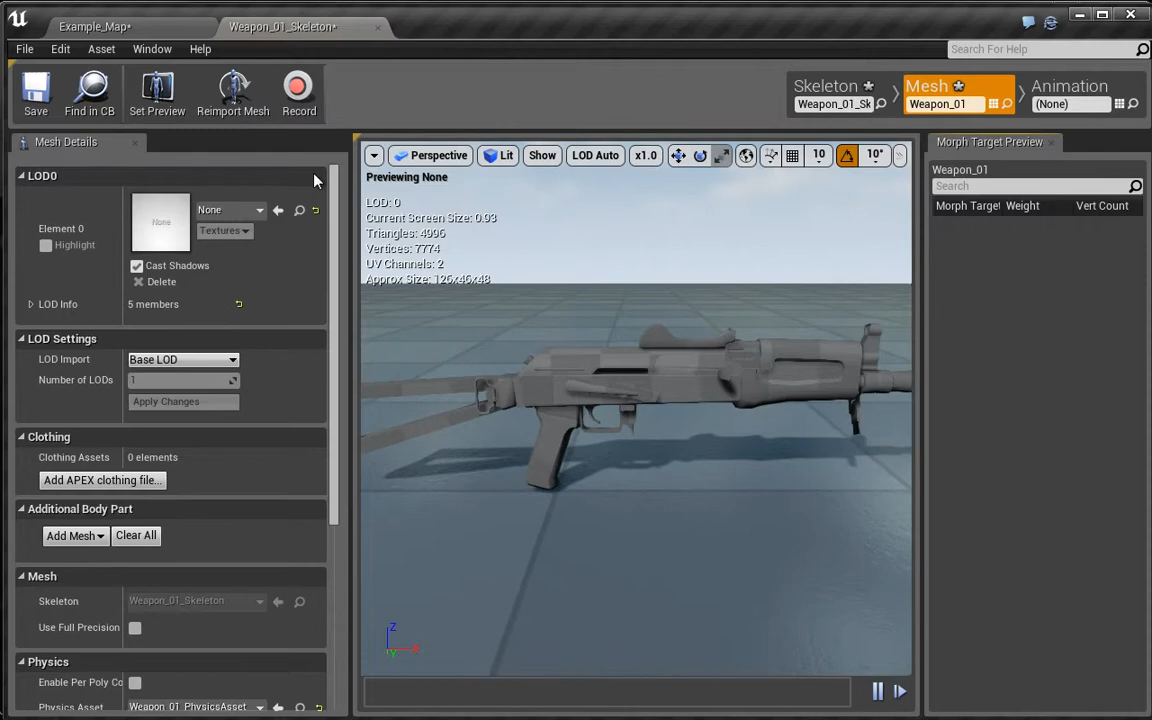 Example_Map*
Weapon_01_Skeleton*
File Edit Asset Window Help
Search For Help
Save
Find in CB
Set Preview
Reimport Mesh
Record
Skeleton
Weapon_01_Sk
Mesh
Weapon_01
Animation
(None)
Mesh Details
LOD0
Element 0
Highlight
None
None
Textures
Cast Shadows
Delete
LOD Info 5 members
LOD Settings
LOD Import Base LOD
Number of LODs 1
Apply Changes
Clothing
Clothing Assets 0 elements
Add APEX clothing file...
Additional Body Part
Add Mesh Clear All
Mesh
Skeleton Weapon_01_Skeleton
Use Full Precision
Physics
Enable Per Poly Co
Physics Asset Weapon_01_PhysicsAsset
Perspective Lit Show LOD Auto x1.0 10 10°
Previewing None
LOD: 0
Current Screen Size: 0.93
Triangles: 4996
Vertices: 7774
UV Channels: 2
Approx Size: 126x46x48
Z
X
Y
Morph Target Preview
Weapon_01
Search
Morph Target Weight Vert Count